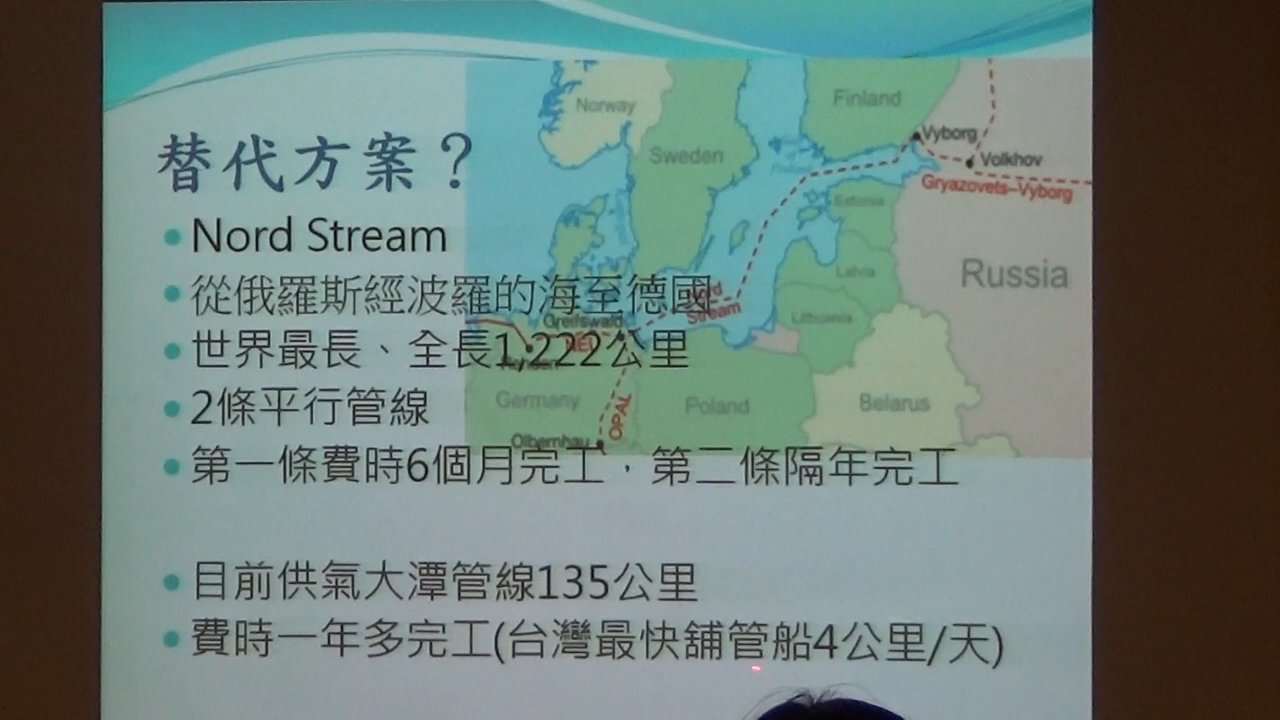 替代方案？
Nord Stream
從俄羅斯經波羅的海至德國
世界最長、全長1,222公里
2條平行管線
第一條費時6個月完工，第二條隔年完工
目前供氣大潭管線135公里
費時一年多完工(台灣最快舖管船4公里/天)
Norway
Finland
Sweden
Vyborg
Volkhov
Gryazovets–Vyborg
Estonia
Latvia
Russia
Lithuania
Nord
Stream
Greifswald
NEL
Germany
Poland
Belarus
OPAL
Olbernhau